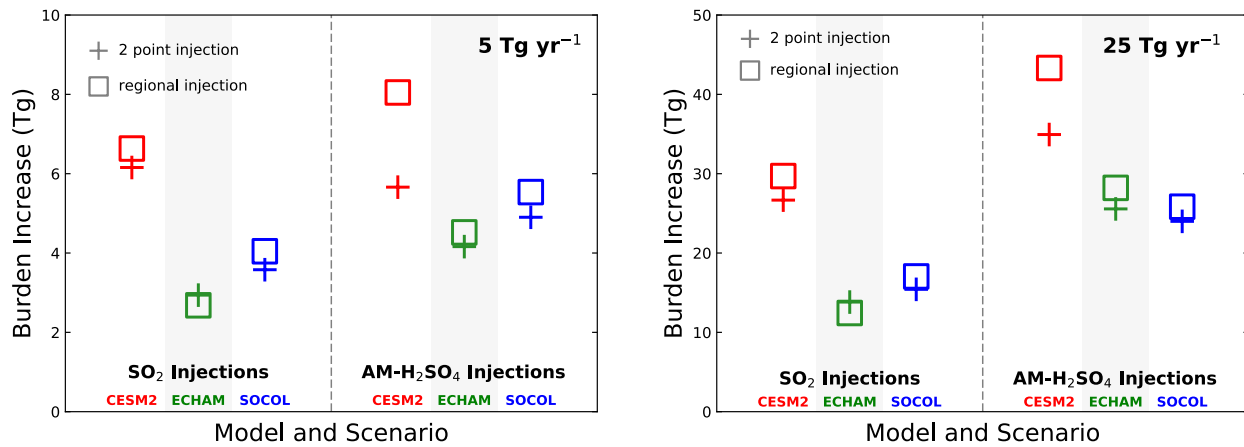 Burden Increase (Tg)
10
8
6
4
2
0
2 point injection
regional injection
5 Tg yr⁻¹
SO₂ Injections
AM-H₂SO₄ Injections
CESM2 ECHAM SOCOL
CESM2 ECHAM SOCOL
Model and Scenario
Burden Increase (Tg)
50
40
30
20
10
0
2 point injection
regional injection
25 Tg yr⁻¹
SO₂ Injections
AM-H₂SO₄ Injections
CESM2 ECHAM SOCOL
CESM2 ECHAM SOCOL
Model and Scenario